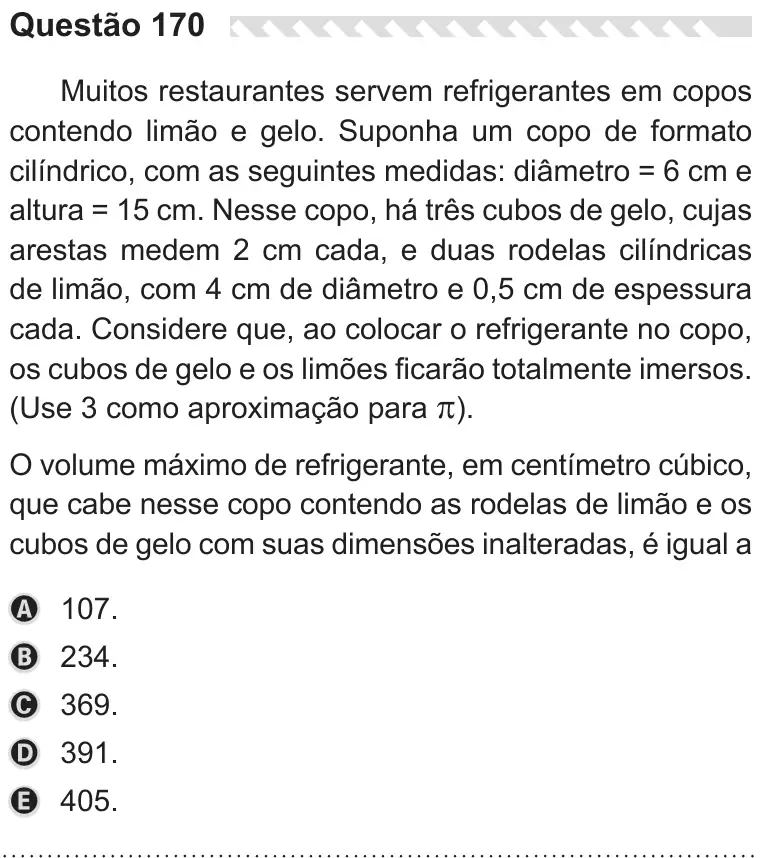 Questão 170
Muitos restaurantes servem refrigerantes em copos
contendo limão e gelo. Suponha um copo de formato
cilíndrico, com as seguintes medidas: diâmetro = 6 cm e
altura = 15 cm. Nesse copo, há três cubos de gelo, cujas
arestas medem 2 cm cada, e duas rodelas cilíndricas
de limão, com 4 cm de diâmetro e 0,5 cm de espessura
cada. Considere que, ao colocar o refrigerante no copo,
os cubos de gelo e os limões ficarão totalmente imersos.
(Use 3 como aproximação para π).
O volume máximo de refrigerante, em centímetro cúbico,
que cabe nesse copo contendo as rodelas de limão e os
cubos de gelo com suas dimensões inalteradas, é igual a
A 107.
B 234.
C 369.
D 391.
E 405.